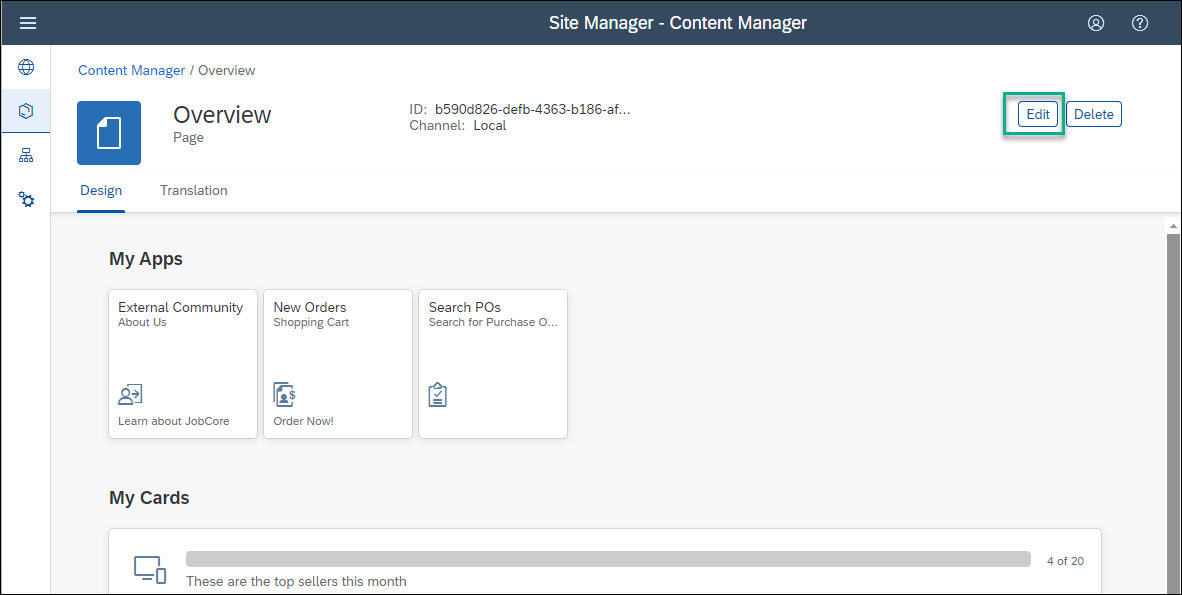 Site Manager - Content Manager
Content Manager / Overview
Overview
Page
ID: b590d826-defb-4363-b186-af...
Channel: Local
Edit
Delete
Design
Translation
My Apps
External Community
About Us
Learn about JobCore
New Orders
Shopping Cart
$
Order Now!
Search POs
Search for Purchase O...
My Cards
4 of 20
These are the top sellers this month